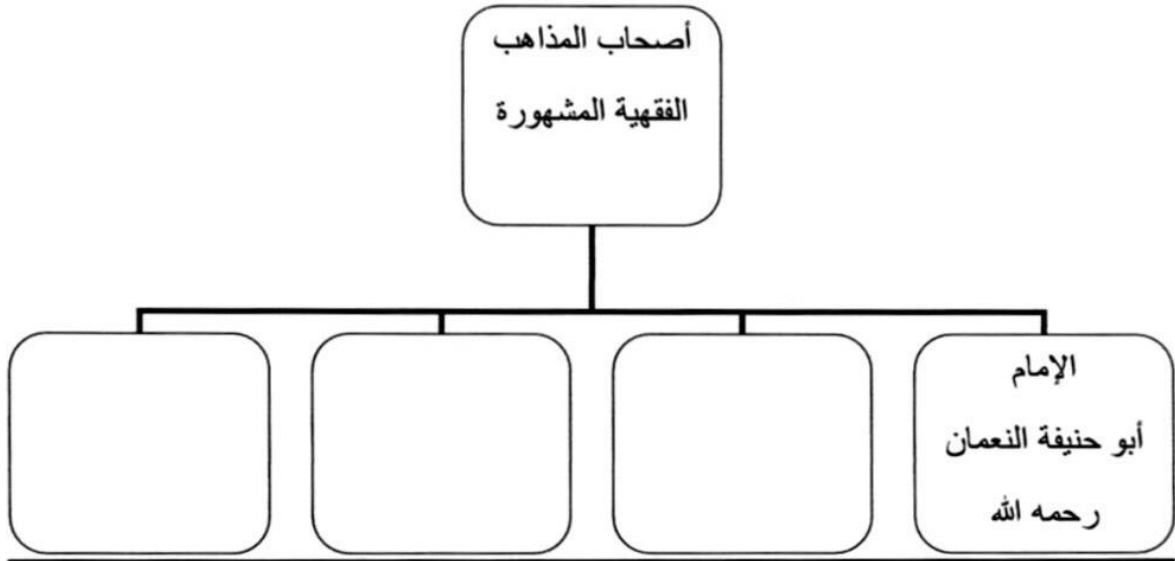 أصحاب المذاهب
الفقهية المشهورة
الإمام
أبو حنيفة النعمان
رحمه الله